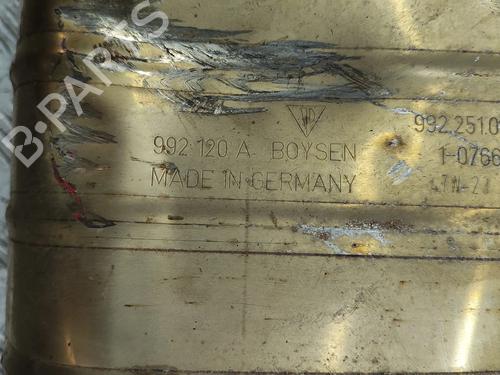 B-PARTS
992.251.0
992 120 A BOYSEN
1-0766
MADE IN GERMANY